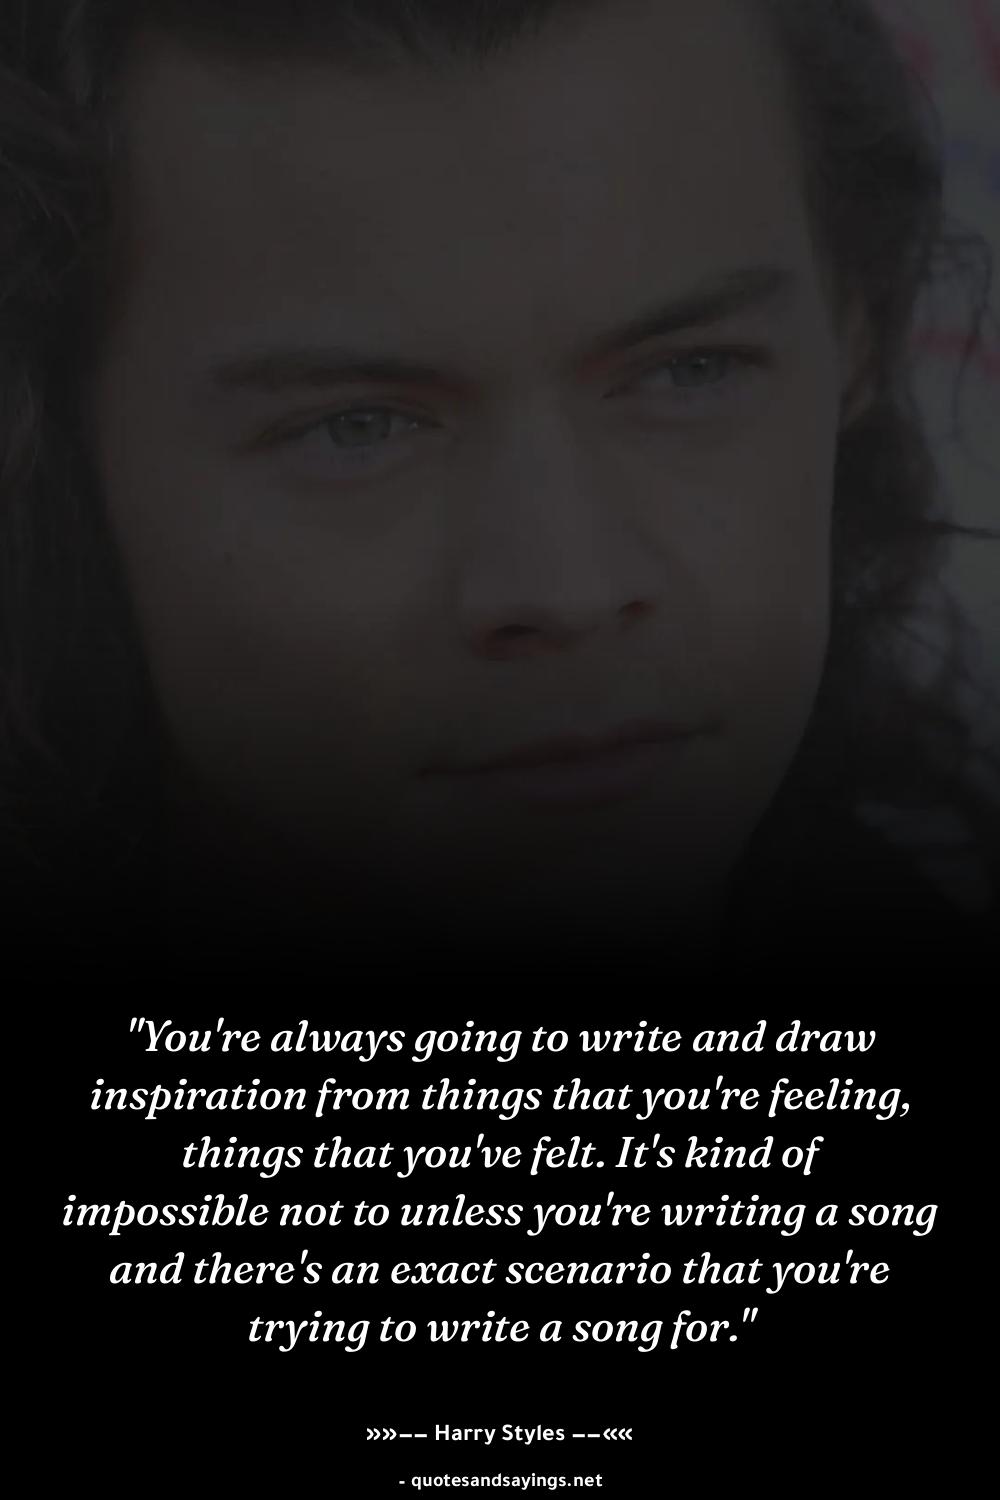 "You're always going to write and draw
inspiration from things that you're feeling,
things that you've felt. It's kind of
impossible not to unless you're writing a song
and there's an exact scenario that you're
trying to write a song for."
»»–– Harry Styles ––««
- quotesandsayings.net